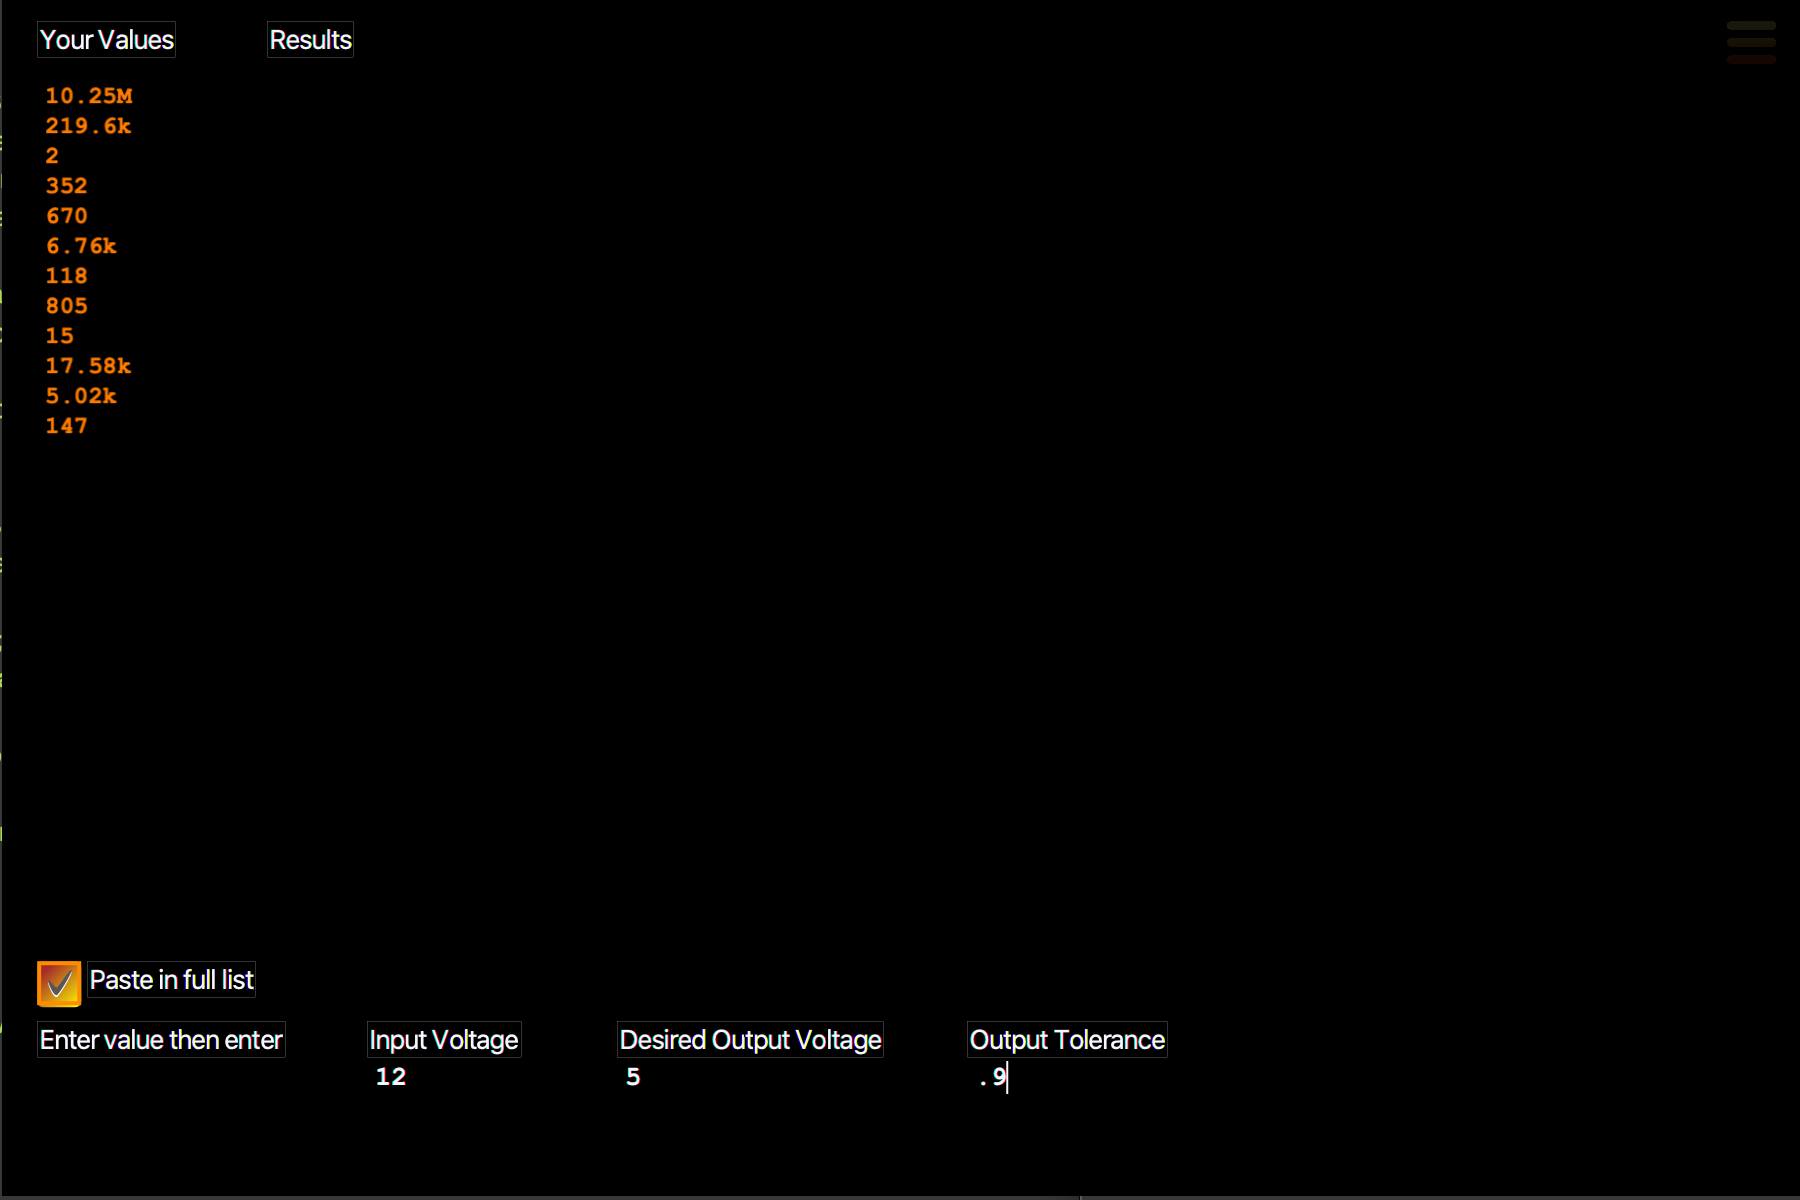 Your Values
Results
10.25M
219.6k
2
352
670
6.76k
118
805
15
17.58k
5.02k
147
Paste in full list
Enter value then enter
Input Voltage
Desired Output Voltage
Output Tolerance
12
5
.9